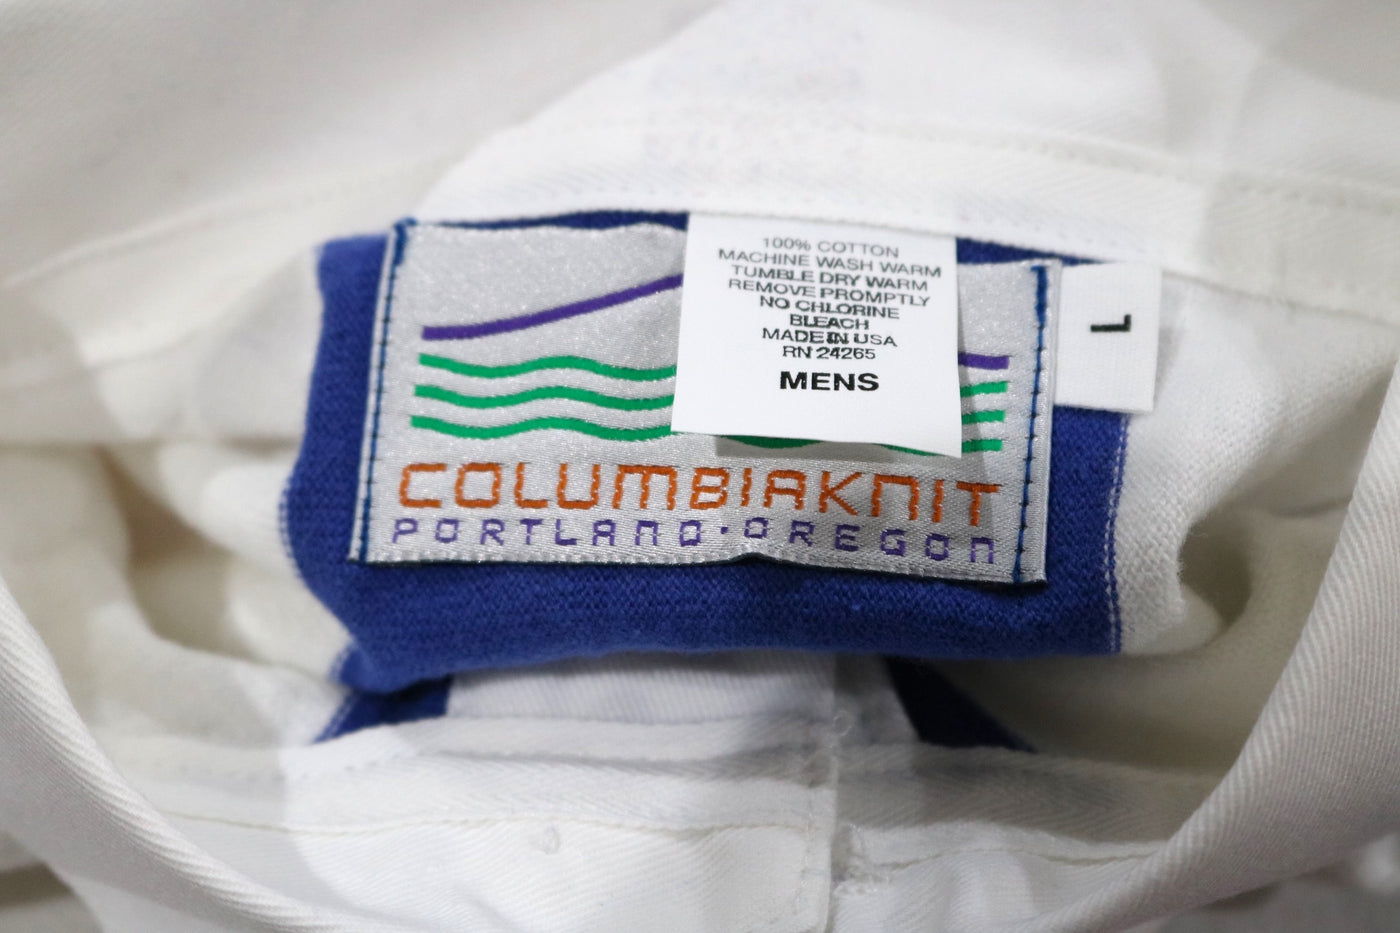 100% COTTON
MACHINE WASH WARM
TUMBLE DRY WARM
REMOVE PROMPTLY
NO CHLORINE
BLEACH
MADE IN USA
RN 24265
MENS
L
COLUMBIAKNIT
PORTLAND·OREGON